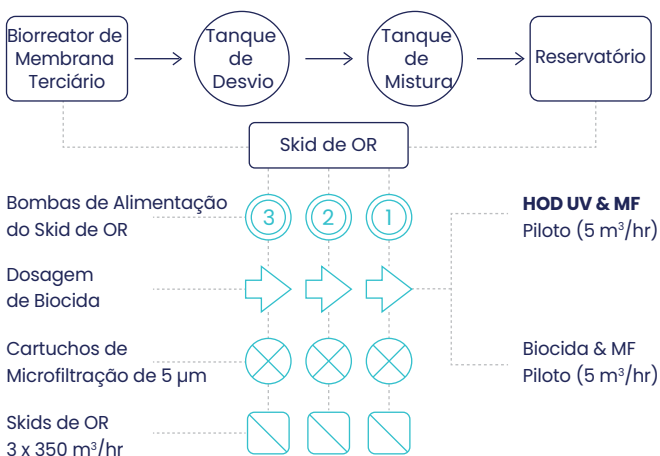 Biorreator de
Membrana
Terciário
Tanque
de
Desvio
Tanque
de
Mistura
Reservatório
Skid de OR
Bombas de Alimentação
do Skid de OR
3
2
1
HOD UV & MF
Piloto (5 m³/hr)
Dosagem
de Biocida
Cartuchos de
Microfiltração de 5 µm
Biocida & MF
Piloto (5 m³/hr)
Skids de OR
3 x 350 m³/hr